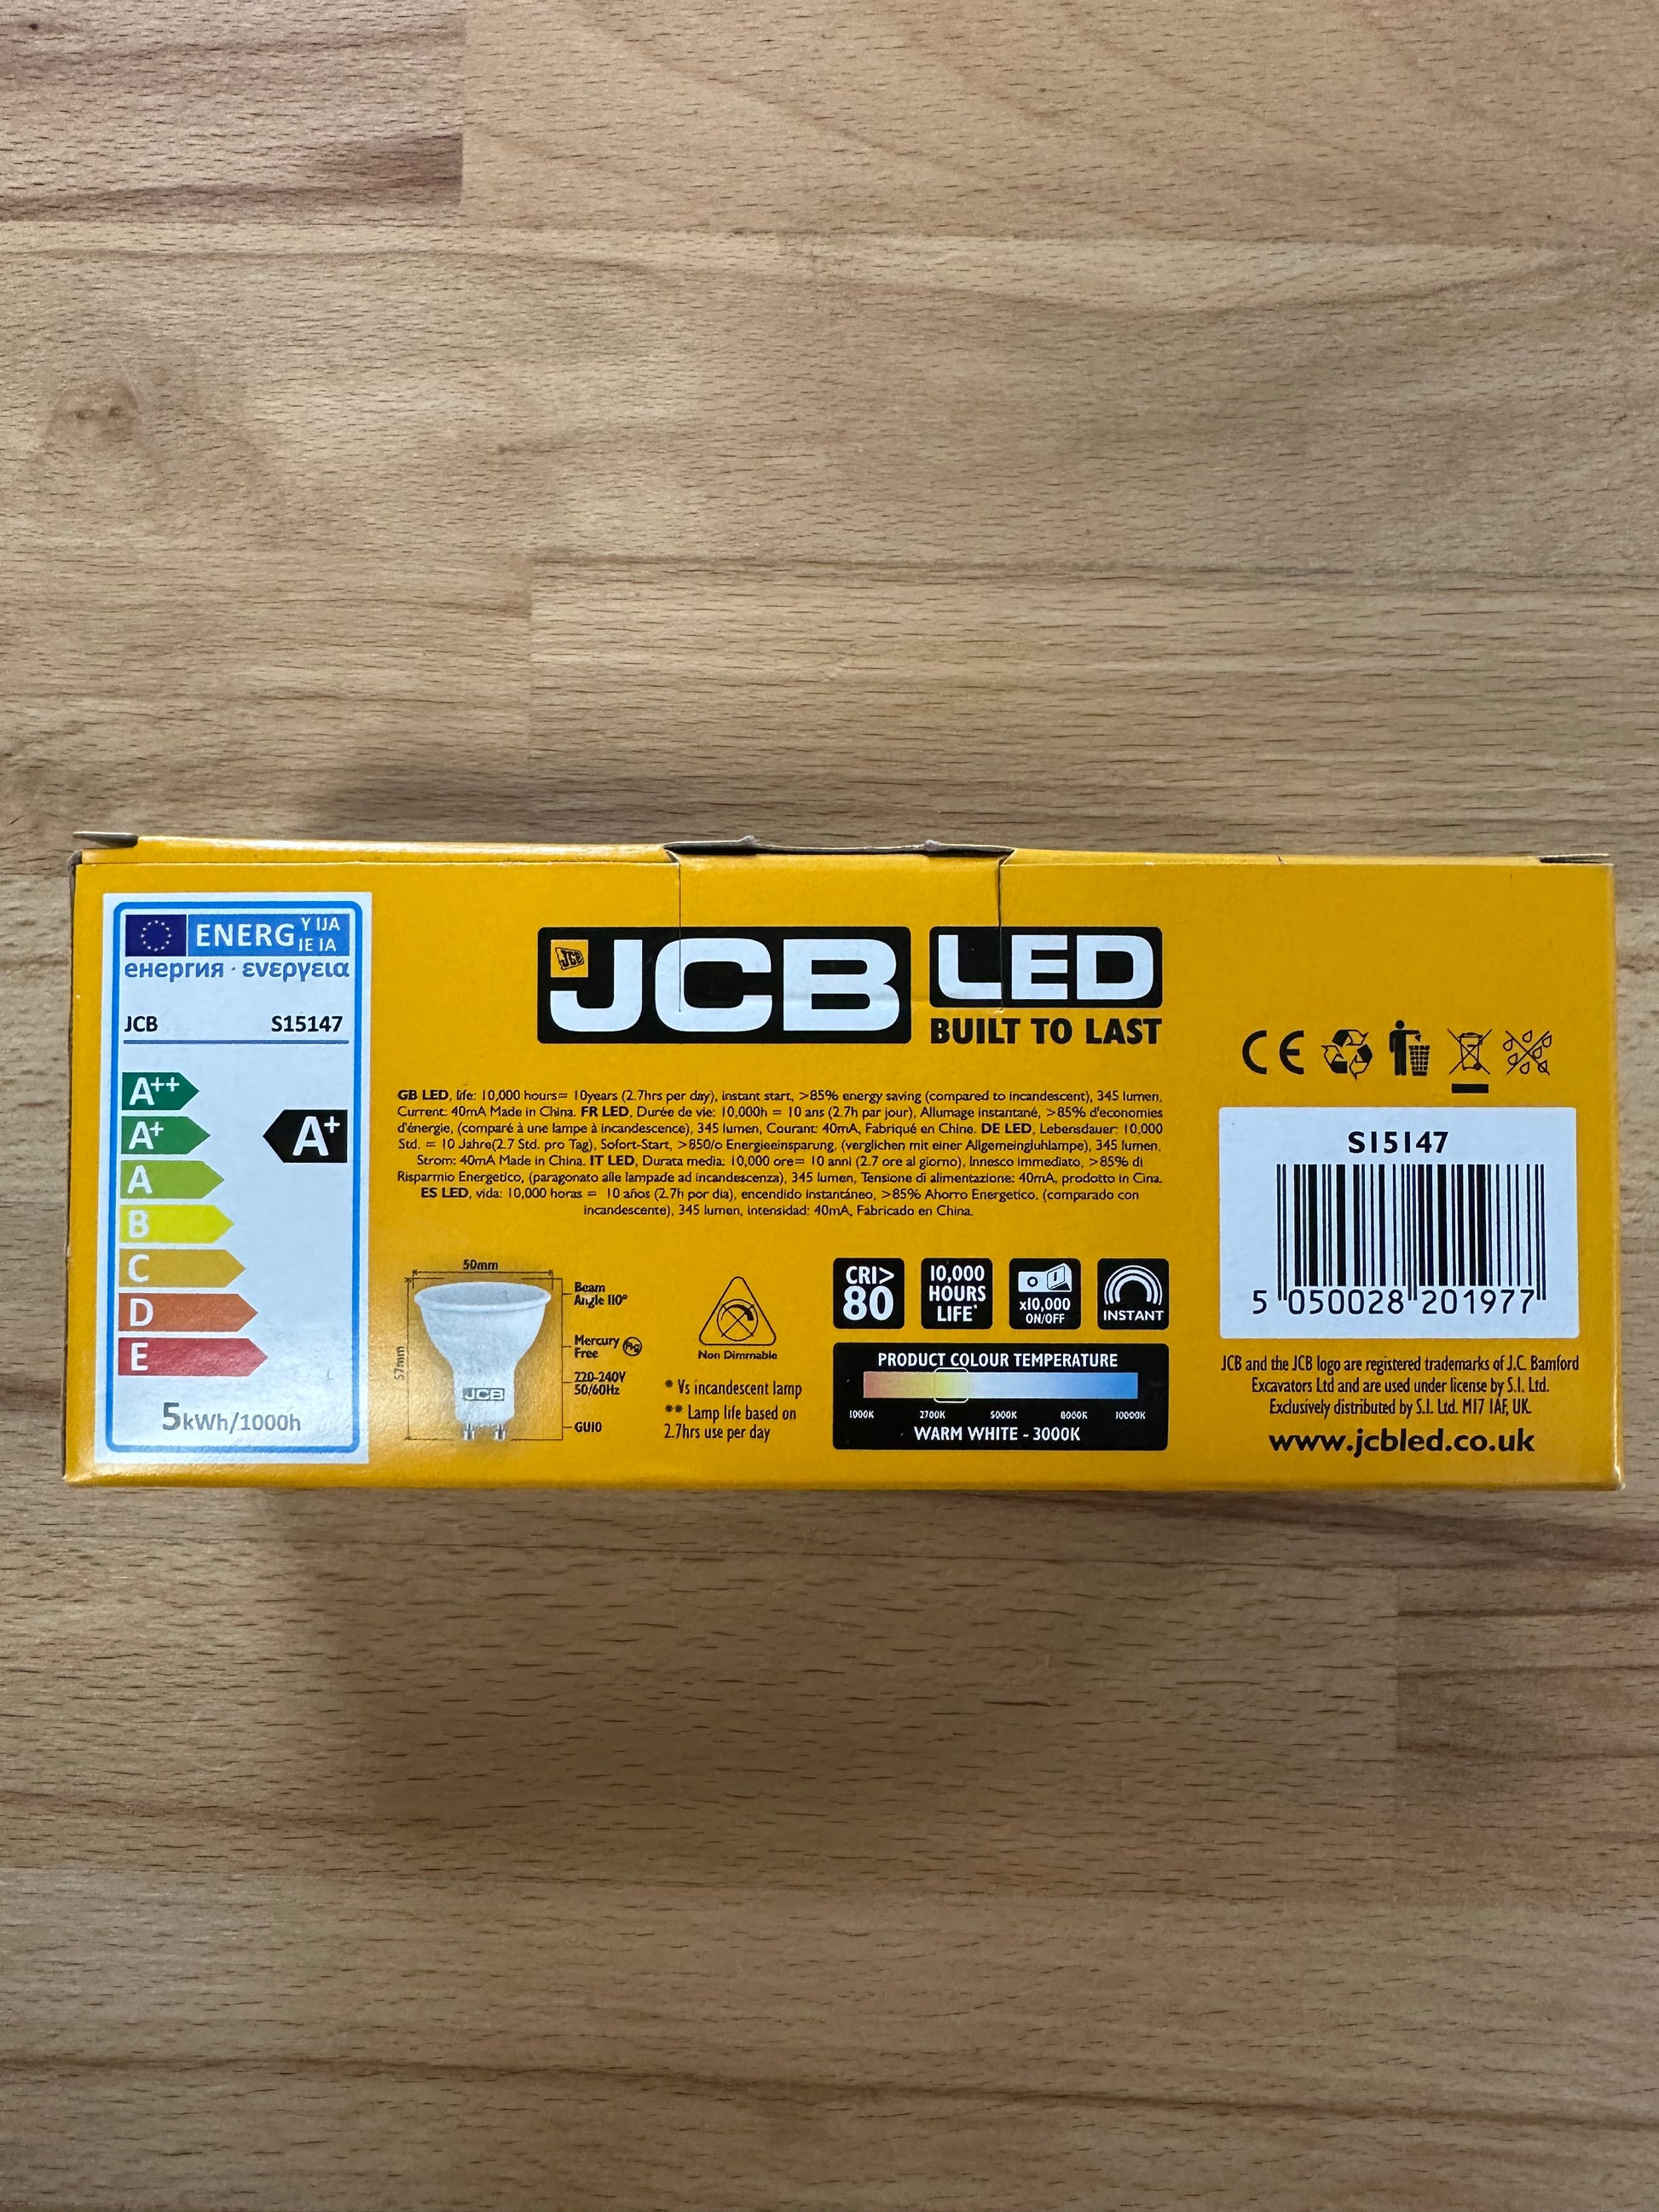 ENERG Y IJA
IE IA
енергия · ενεργεια
JCB S15147
A++
A+
A
B
C
D
E
A+
5kWh/1000h
JCB
JCB LED
BUILT TO LAST
GB LED, life: 10,000 hours= 10years (2.7hrs per day), instant start, >85% energy saving (compared to incandescent), 345 lumen,
Current: 40mA Made in China. FR LED, Durée de vie: 10,000h = 10 ans (2.7h par jour), Allumage instantané, >85% d'economies
d'énergie, (comparé à une lampe à incandescence), 345 lumen, Courant: 40mA, Fabriqué en Chine. DE LED, Lebensdauer: 10,000
Std. = 10 Jahre(2.7 Std. pro Tag), Sofort-Start, >850/o Energieeinsparung, (verglichen mit einer Allgemeingluhlampe), 345 lumen.
Strom: 40mA Made in China. IT LED, Durata media: 10,000 ore= 10 anni (2.7 ore al giorno), Innesco immediato, >85% di
Risparmio Energetico, (paragonato alle lampade ad incandescenza), 345 lumen, Tensione di alimentazione: 40mA, prodotto in Cina.
ES LED, vida: 10,000 horas = 10 años (2.7h por dia), encendido instantáneo, >85% Ahorro Energetico, (comparado con
incandescente), 345 lumen, intensidad: 40mA, Fabricado en China.
50mm
57mm
Beam
Angle 110°
Mercury
Free
Hg
220-240V
50/60Hz
GU10
JCB
Non Dimmable
* Vs incandescent lamp
** Lamp life based on
2.7hrs use per day
CRI>
80
10,000
HOURS
LIFE*
x10,000
ON/OFF
INSTANT
PRODUCT COLOUR TEMPERATURE
1000K 2700K 5000K 8000K 10000K
WARM WHITE - 3000K
CE
S15147
5 050028 201977
JCB and the JCB logo are registered trademarks of J.C. Bamford
Excavators Ltd and are used under license by S.I. Ltd.
Exclusively distributed by S.I. Ltd. M17 1AF, UK.
www.jcbled.co.uk